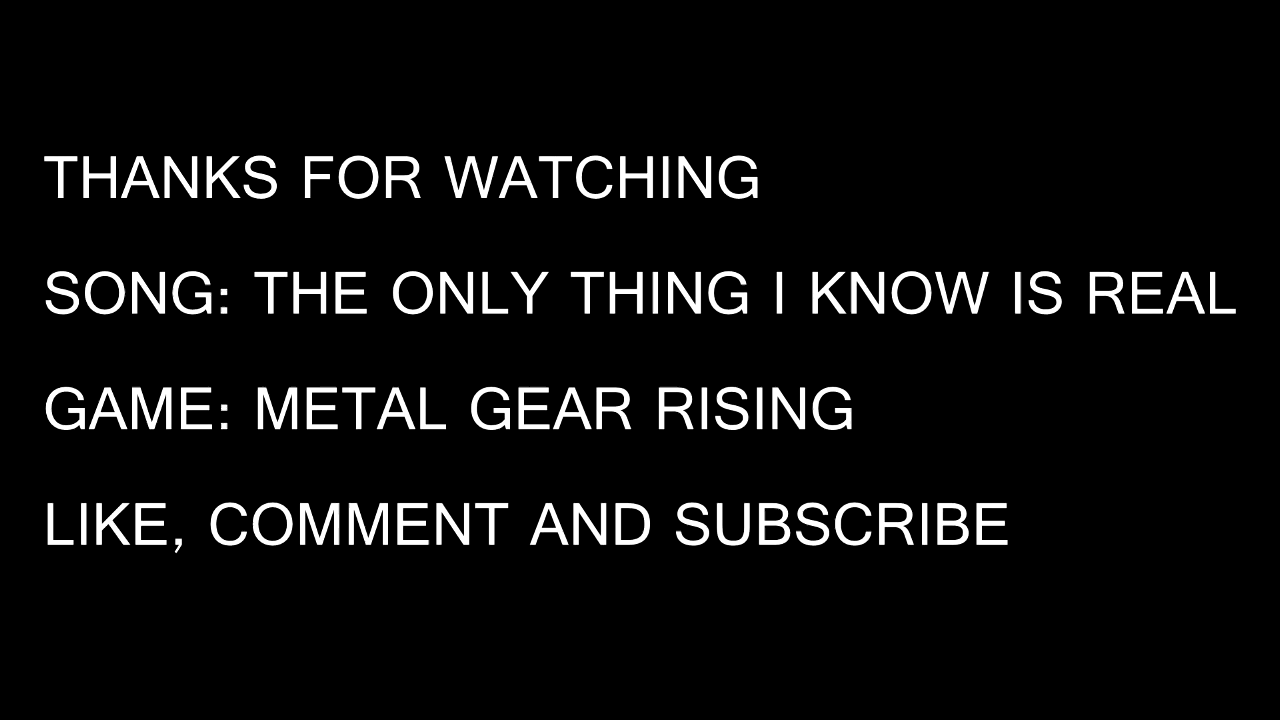 THANKS FOR WATCHING
SONG: THE ONLY THING I KNOW IS REAL
GAME: METAL GEAR RISING
LIKE, COMMENT AND SUBSCRIBE